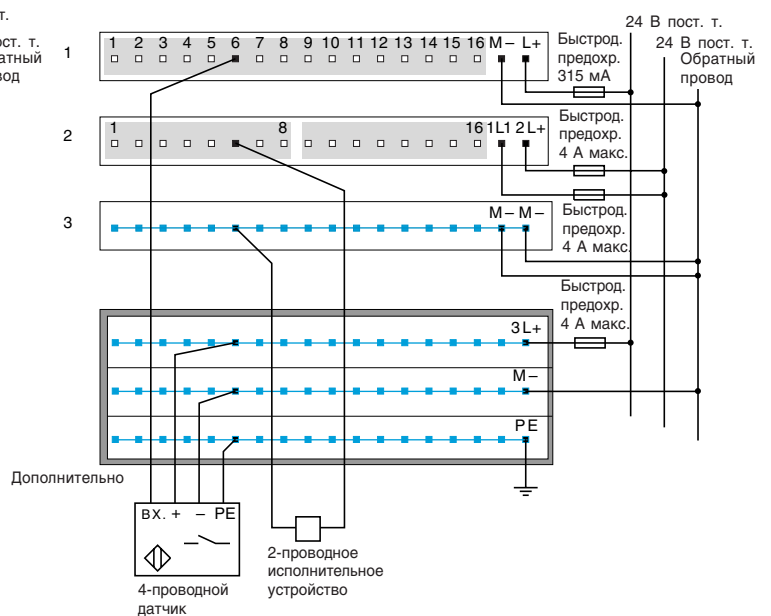 т.
ост. т.
атный
вод
24 В пост. т.
24 В пост. т.
Обратный
провод
1
1 2 3 4 5 6 7 8 9 10 11 12 13 14 15 16 M– L+
Быстрод.
предохр.
315 мА
2
1 8 16 1L1 2L+
Быстрод.
предохр.
4 А макс.
3
M– M–
Быстрод.
предохр.
4 А макс.
Быстрод.
предохр.
4 А макс.
3L+
M–
PE
Дополнительно
ВХ. + – PE
4-проводной
датчик
2-проводное
исполнительное
устройство